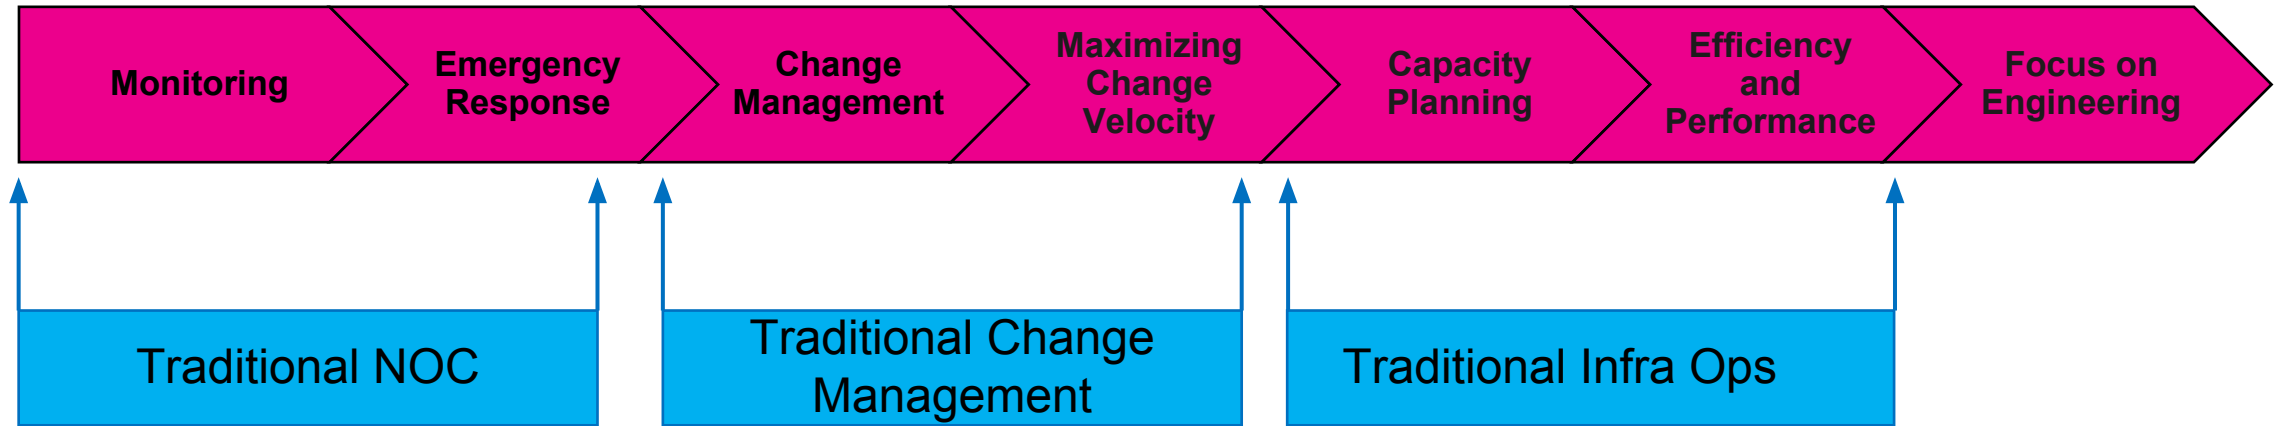 Monitoring
Emergency
Response
Change
Management
Maximizing
Change
Velocity
Capacity
Planning
Efficiency
and
Performance
Focus on
Engineering
Traditional NOC
Traditional Change
Management
Traditional Infra Ops